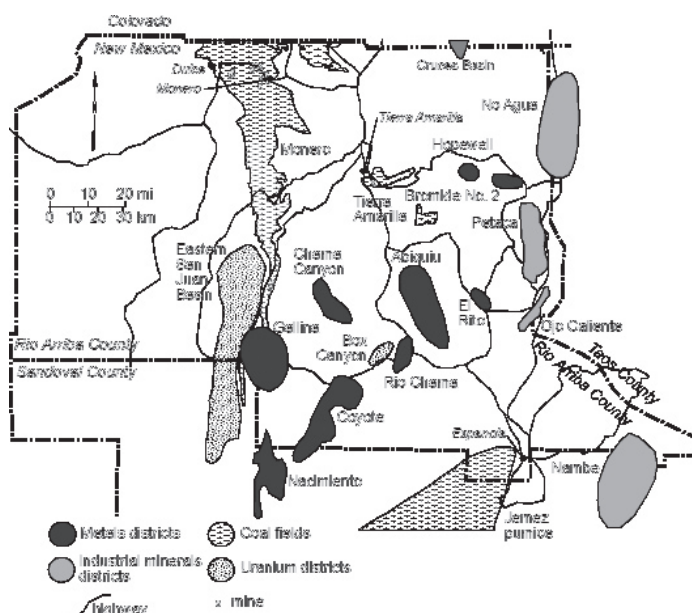 Colorado
New Mexico
Dulce
Monero
Cruces Basin
No Agua
Tierra Amarilla
Hopewell
Monero
0 10 20 mi
0 10 20 30 km
Tierra
Amarilla
Bromide No. 2
Petaca
Eastern
San
Juan
Basin
Chama
Canyon
Abiquiu
El
Rito
Ojo Caliente
Gallina
Box
Canyon
Rio Arriba County
Sandoval County
Rio Chama
Taos County
Rio Arriba County
Coyote
Espanola
Nambe
Nacimiento
Jemez
pumice
Metals districts
Coal fields
Industrial minerals
districts
Uranium districts
highway
mine